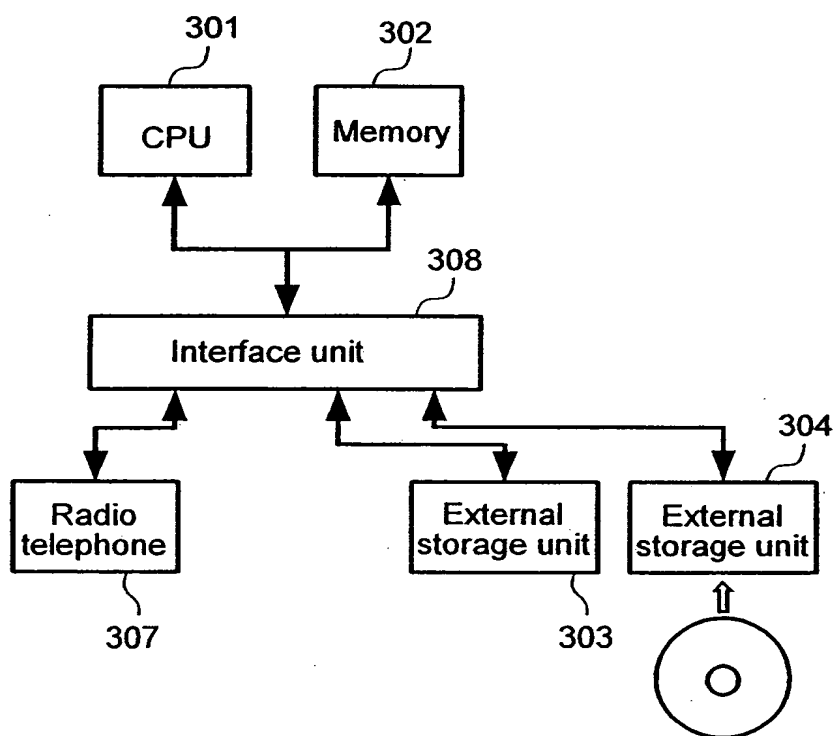 301
302
CPU
Memory
308
Interface unit
304
Radio
telephone
External
storage unit
External
storage unit
307
303